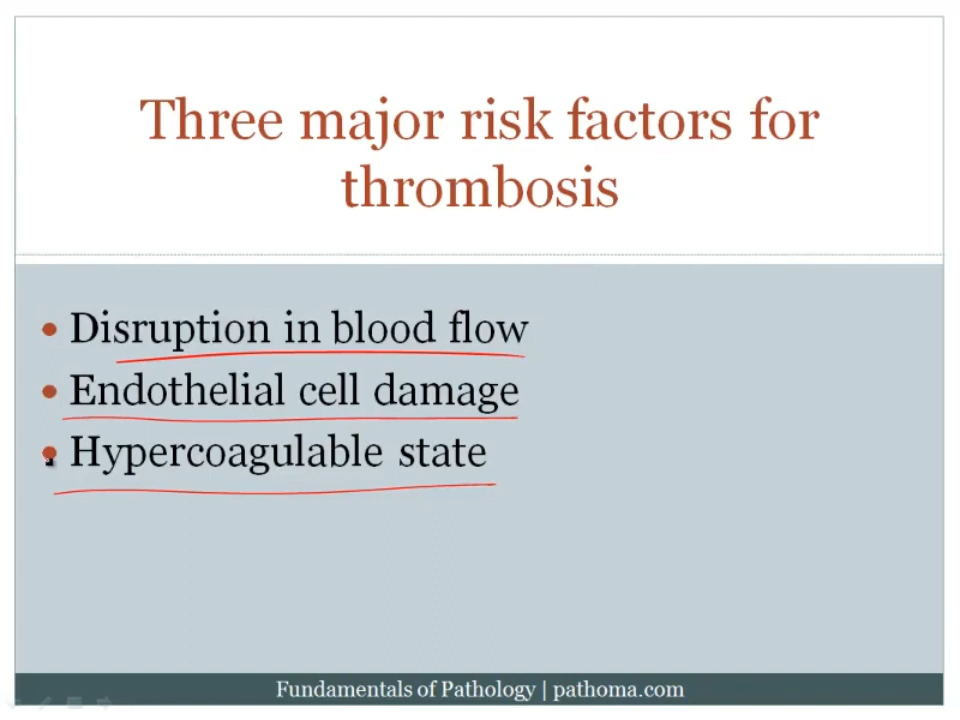 Three major risk factors for
thrombosis
• Disruption in blood flow
• Endothelial cell damage
• Hypercoagulable state
Fundamentals of Pathology | pathoma.com